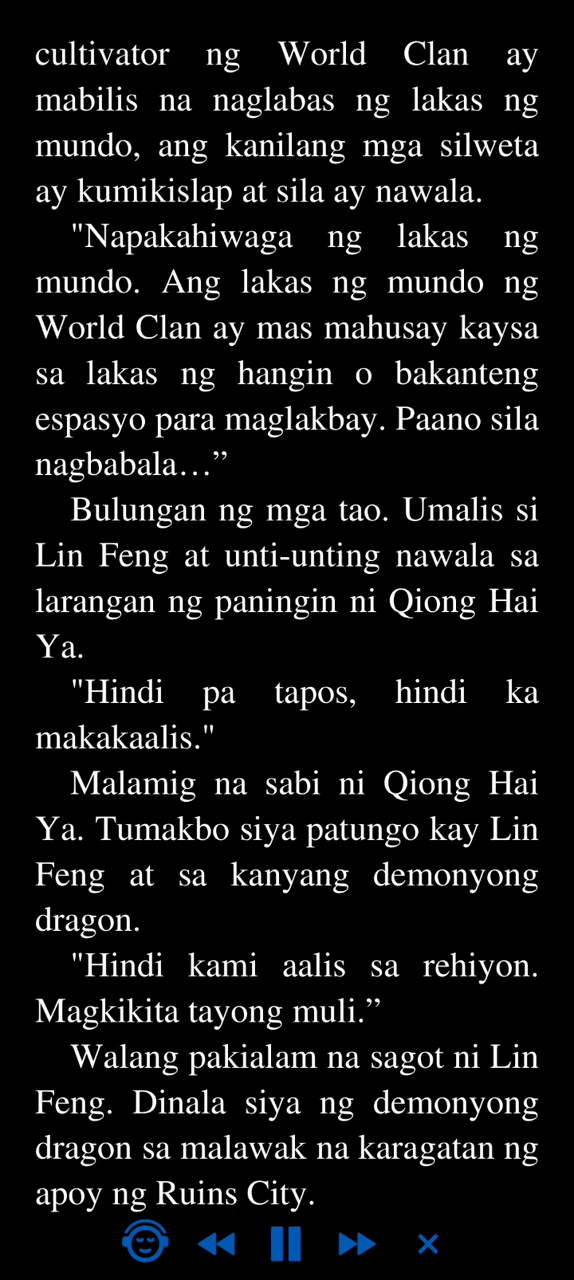 cultivator ng World Clan ay
mabilis na naglabas ng lakas ng
mundo, ang kanilang mga silweta
ay kumikislap at sila ay nawala.
"Napakahiwaga ng lakas ng
mundo. Ang lakas ng mundo ng
World Clan ay mas mahusay kaysa
sa lakas ng hangin o bakanteng
espasyo para maglakbay. Paano sila
nagbabala…”
Bulungan ng mga tao. Umalis si
Lin Feng at unti-unting nawala sa
larangan ng paningin ni Qiong Hai
Ya.
"Hindi pa tapos, hindi ka
makakaalis."
Malamig na sabi ni Qiong Hai
Ya. Tumakbo siya patungo kay Lin
Feng at sa kanyang demonyong
dragon.
"Hindi kami aalis sa rehiyon.
Magkikita tayong muli.”
Walang pakialam na sagot ni Lin
Feng. Dinala siya ng demonyong
dragon sa malawak na karagatan ng
apoy ng Ruins City.